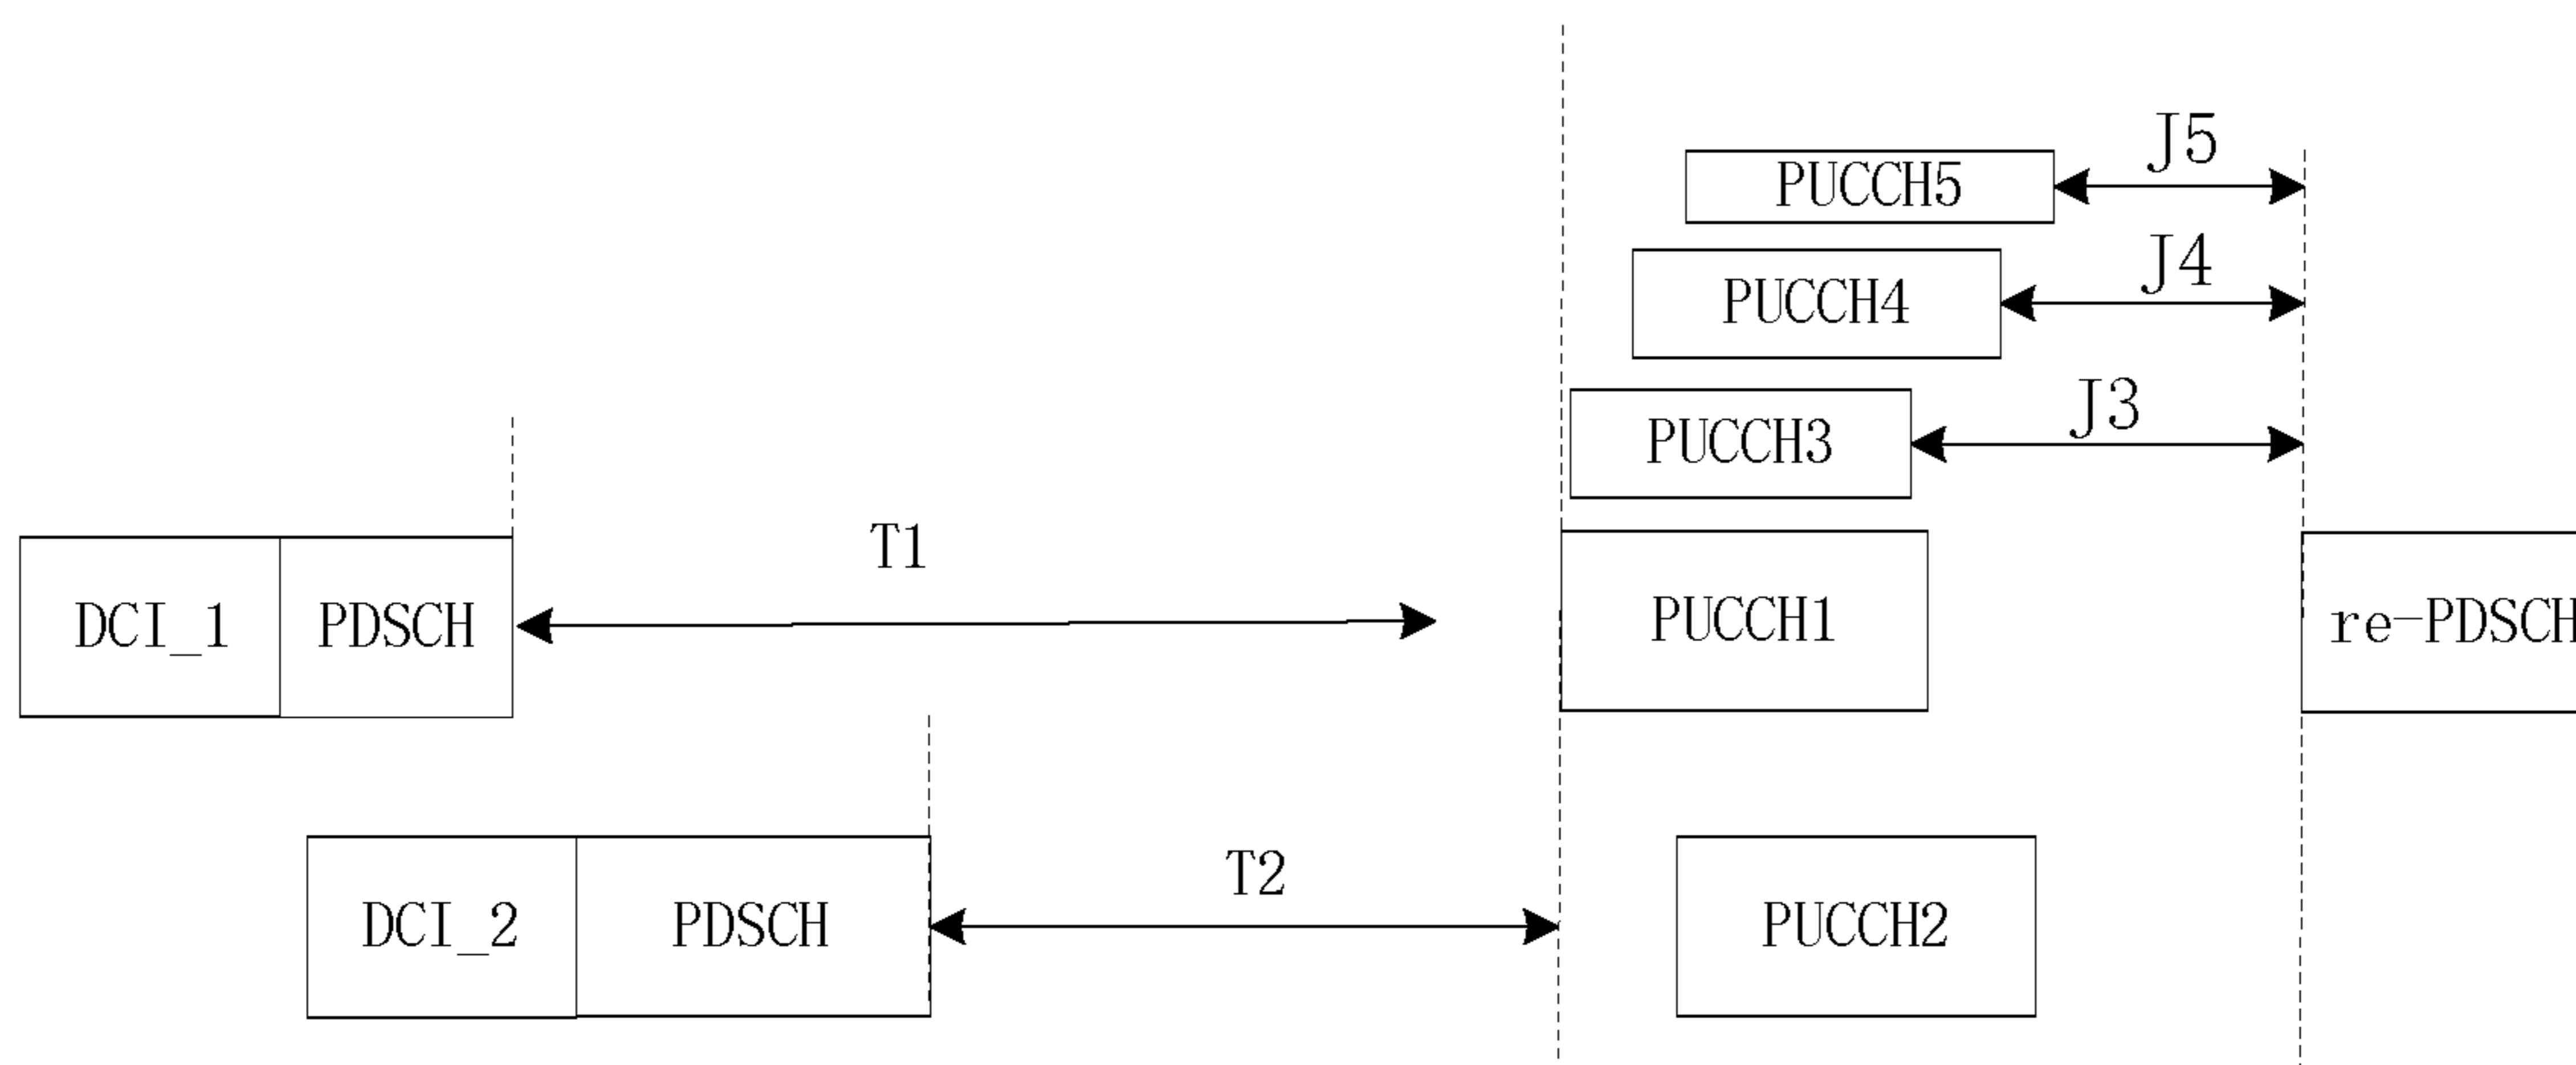 J5
PUCCH5
J4
PUCCH4
J3
PUCCH3
T1
DCI_1 PDSCH PUCCH1 re-PDSCH
T2
DCI_2 PDSCH PUCCH2